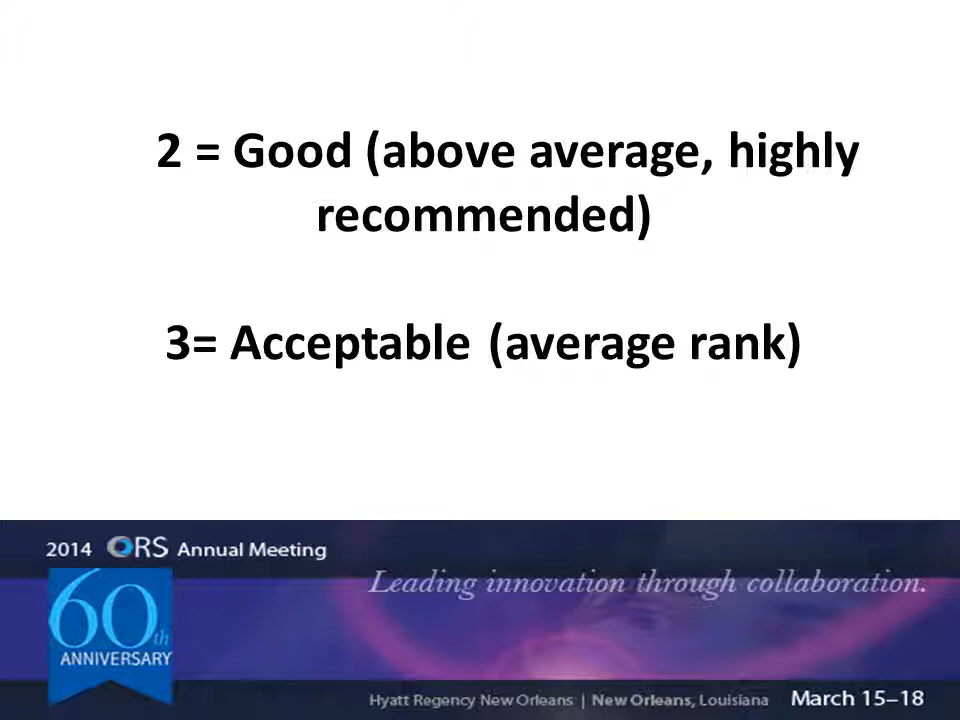 2 = Good (above average, highly
recommended)
3= Acceptable (average rank)
2014 ORS Annual Meeting
Leading innovation through collaboration.
60th
ANNIVERSARY
Hyatt Regency New Orleans | New Orleans, Louisiana March 15–18